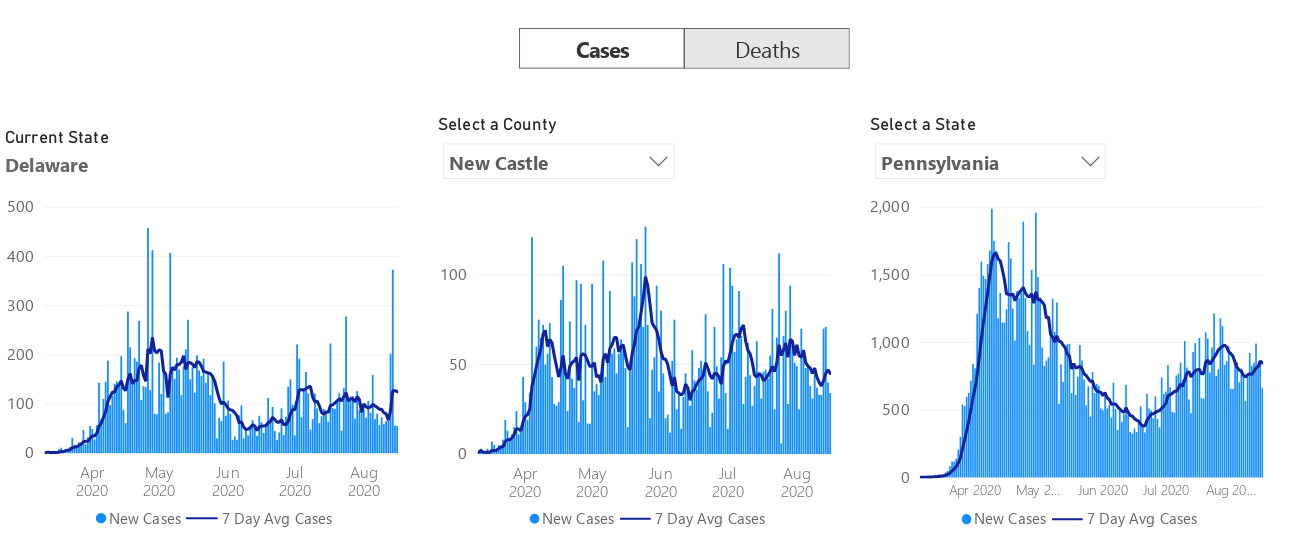 Cases Deaths
Current State
Delaware
500
400
300
200
100
0
Apr 2020
May 2020
Jun 2020
Jul 2020
Aug 2020
New Cases 7 Day Avg Cases
Select a County
New Castle
100
50
0
Apr 2020
May 2020
Jun 2020
Jul 2020
Aug 2020
New Cases 7 Day Avg Cases
Select a State
Pennsylvania
2,000
1,500
1,000
500
0
Apr 2020 May 2... Jun 2020 Jul 2020 Aug 20...
New Cases 7 Day Avg Cases